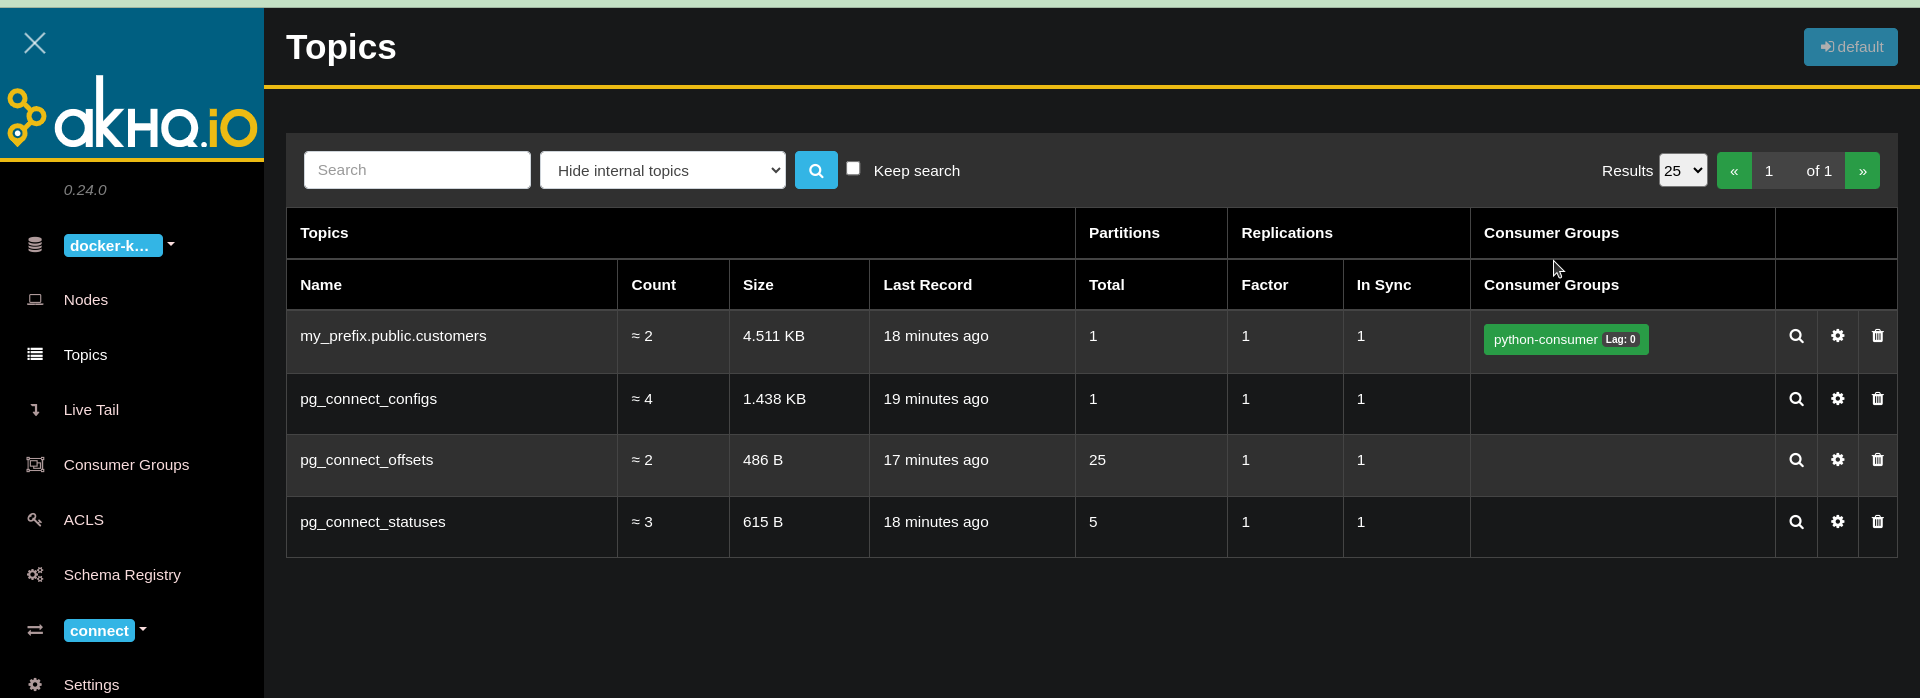 Topics
default
akHQ.io
0.24.0
docker-k...
Nodes
Topics
Live Tail
Consumer Groups
ACLS
Schema Registry
connect
Settings
Search Hide internal topics Keep search Results 25 « 1 of 1 »
Topics Partitions Replications Consumer Groups
Name Count Size Last Record Total Factor In Sync Consumer Groups
my_prefix.public.customers ≈ 2 4.511 KB 18 minutes ago 1 1 1 python-consumer Lag: 0
pg_connect_configs ≈ 4 1.438 KB 19 minutes ago 1 1 1
pg_connect_offsets ≈ 2 486 B 17 minutes ago 25 1 1
pg_connect_statuses ≈ 3 615 B 18 minutes ago 5 1 1